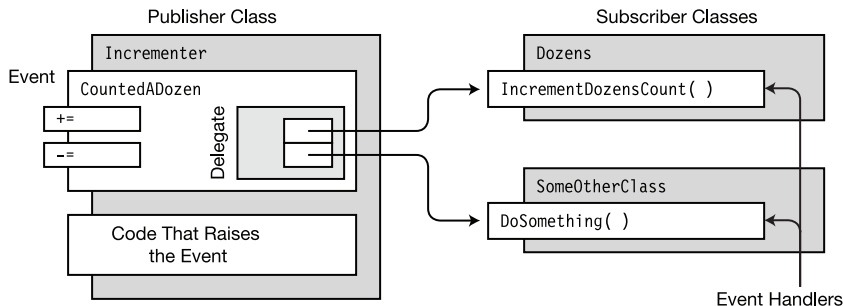 Publisher Class
Subscriber Classes
Incrementer
Dozens
Event
CountedADozen
IncrementDozensCount( )
+=
-=
Delegate
SomeOtherClass
DoSomething( )
Code That Raises
the Event
Event Handlers